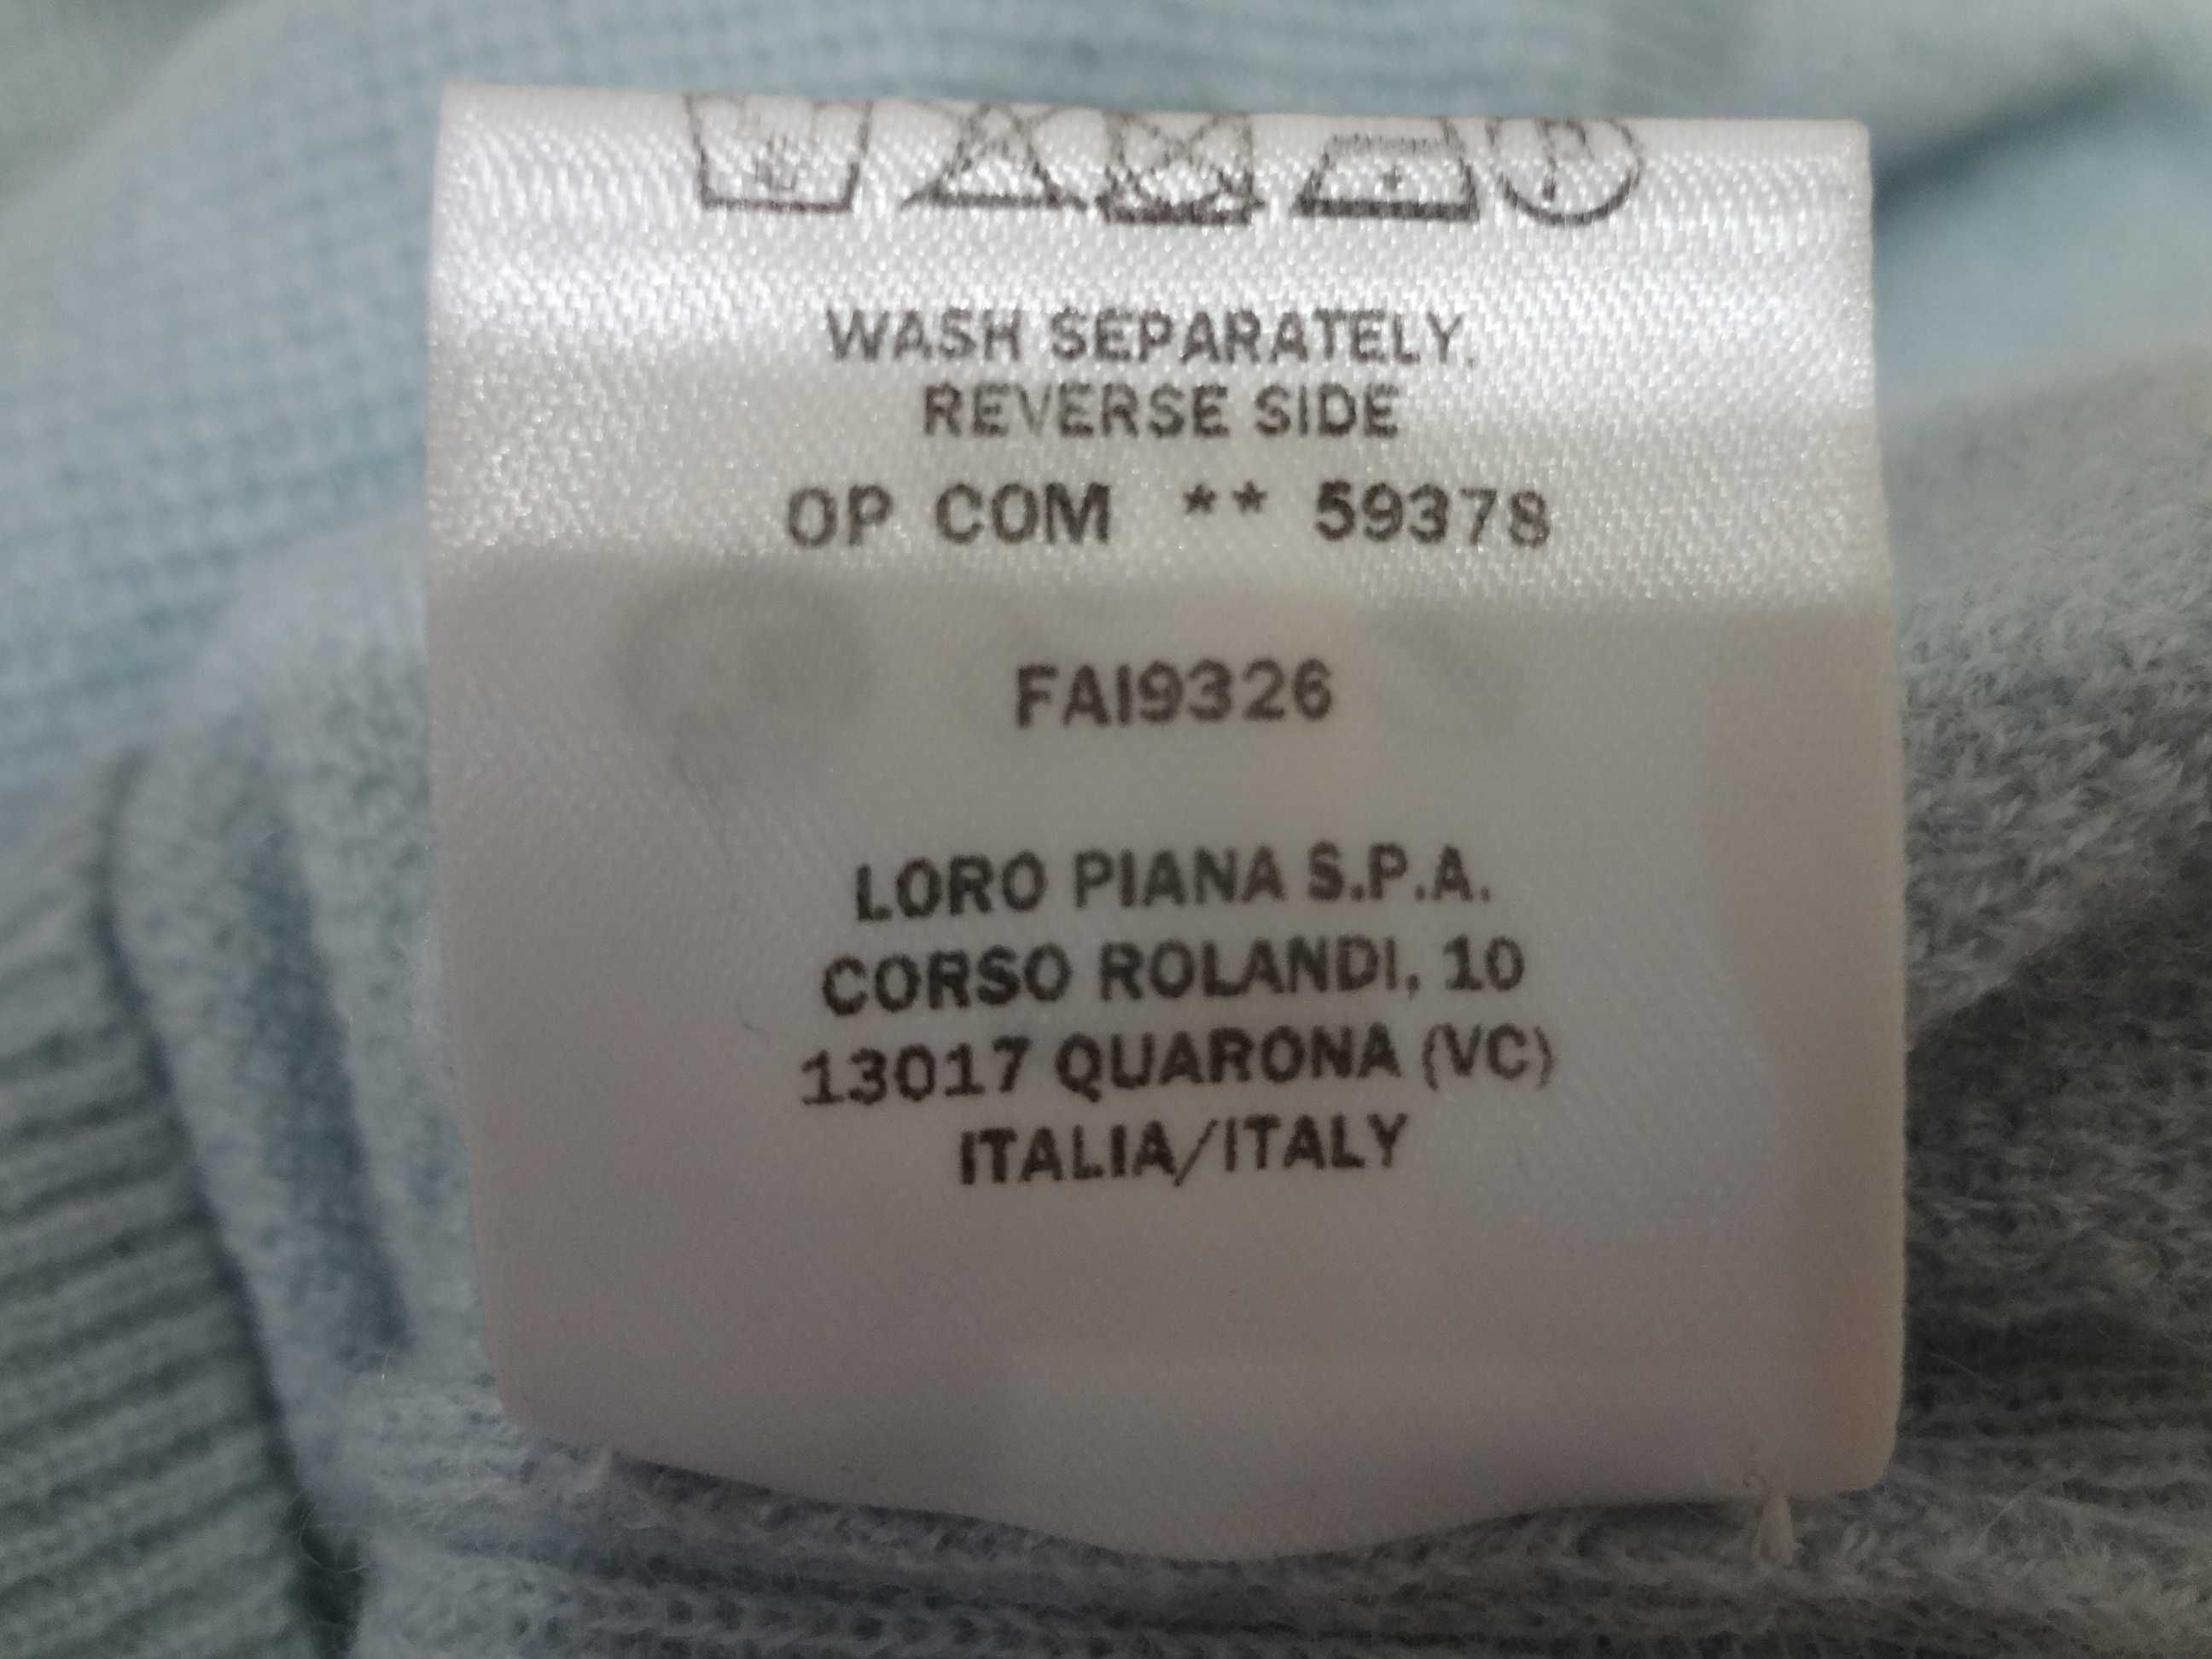 WASH SEPARATELY.
REVERSE SIDE
OP COM ** 59378
FAI9326
LORO PIANA S.P.A.
CORSO ROLANDI, 10
13017 QUARONA (VC)
ITALIA/ITALY